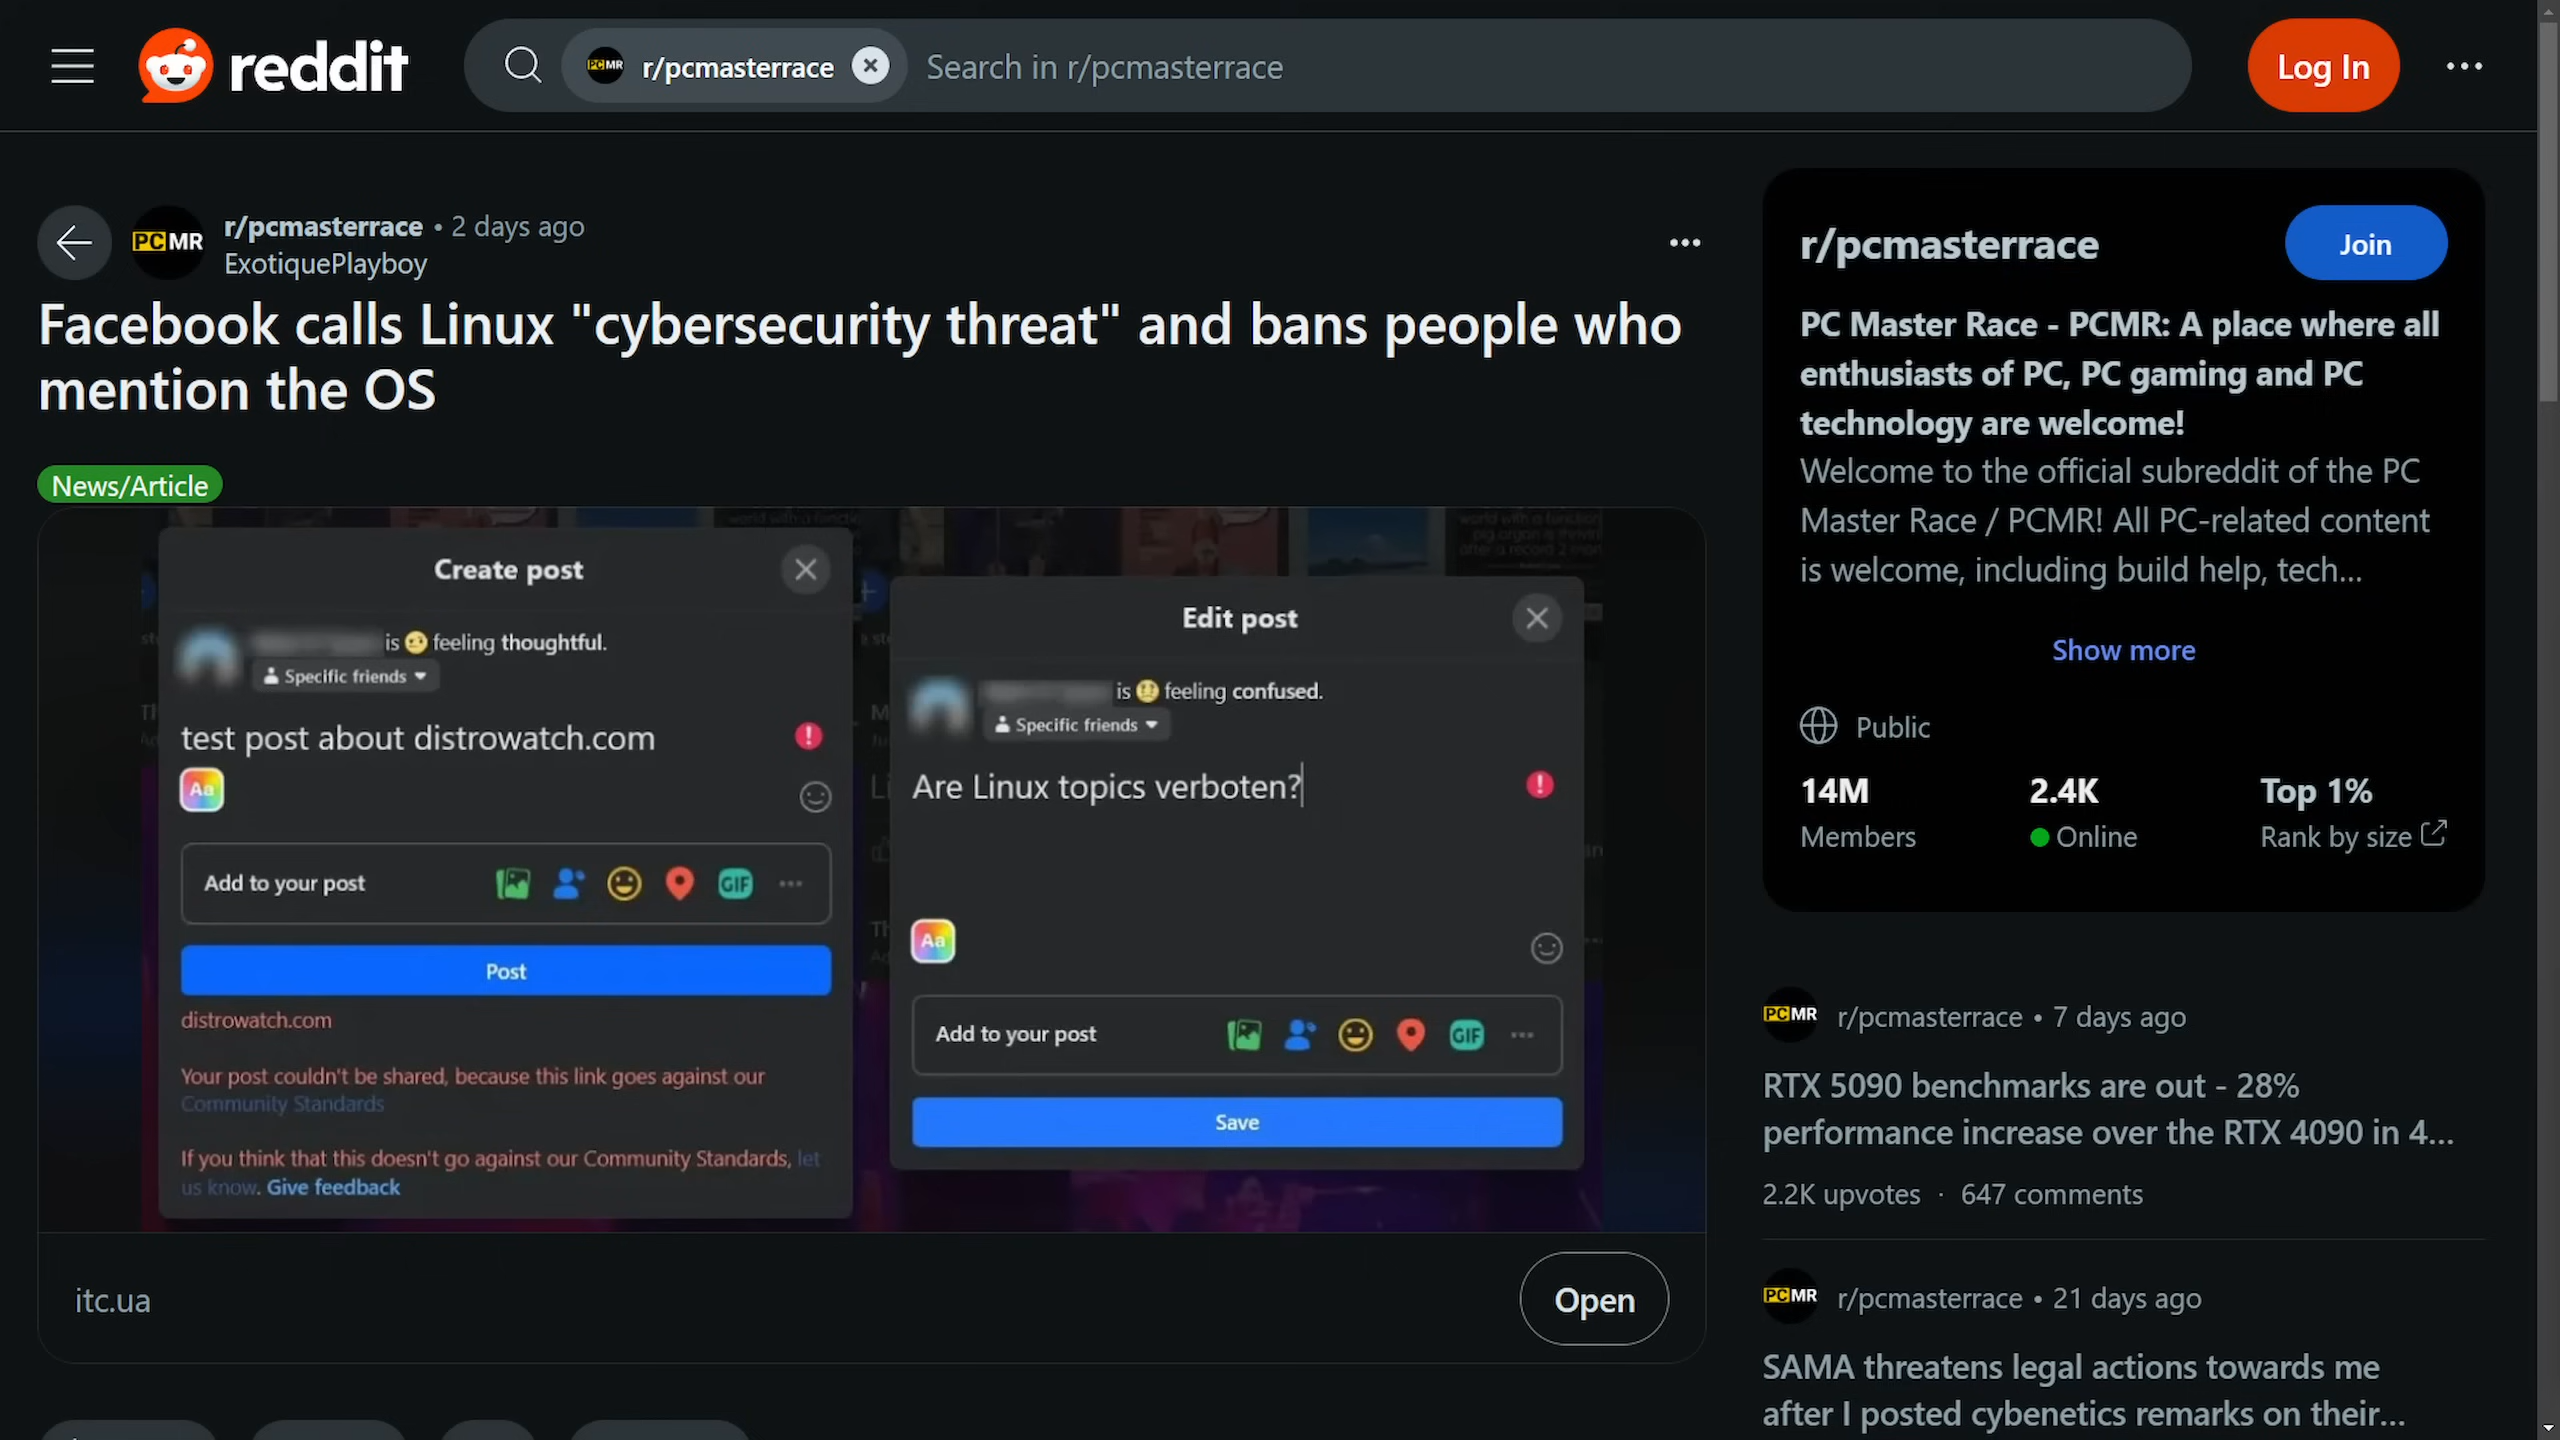 reddit
PCMR
r/pcmasterrace
Search in r/pcmasterrace
Log In
PCMR
r/pcmasterrace • 2 days ago
ExotiquePlayboy
Facebook calls Linux "cybersecurity threat" and bans people who
mention the OS
News/Article
Create post
is feeling thoughtful.
Specific friends
test post about distrowatch.com
Aa
Add to your post
GIF
Post
distrowatch.com
Your post couldn't be shared, because this link goes against our
Community Standards
If you think that this doesn't go against our Community Standards, let
us know. Give feedback
Edit post
is feeling confused.
Specific friends
Are Linux topics verboten?
Aa
Add to your post
GIF
Save
itc.ua
Open
r/pcmasterrace
Join
PC Master Race - PCMR: A place where all
enthusiasts of PC, PC gaming and PC
technology are welcome!
Welcome to the official subreddit of the PC
Master Race / PCMR! All PC-related content
is welcome, including build help, tech...
Show more
Public
14M
Members
2.4K
Online
Top 1%
Rank by size
PCMR
r/pcmasterrace • 7 days ago
RTX 5090 benchmarks are out - 28%
performance increase over the RTX 4090 in 4...
2.2K upvotes · 647 comments
PCMR
r/pcmasterrace • 21 days ago
SAMA threatens legal actions towards me
after I posted cybenetics remarks on their...